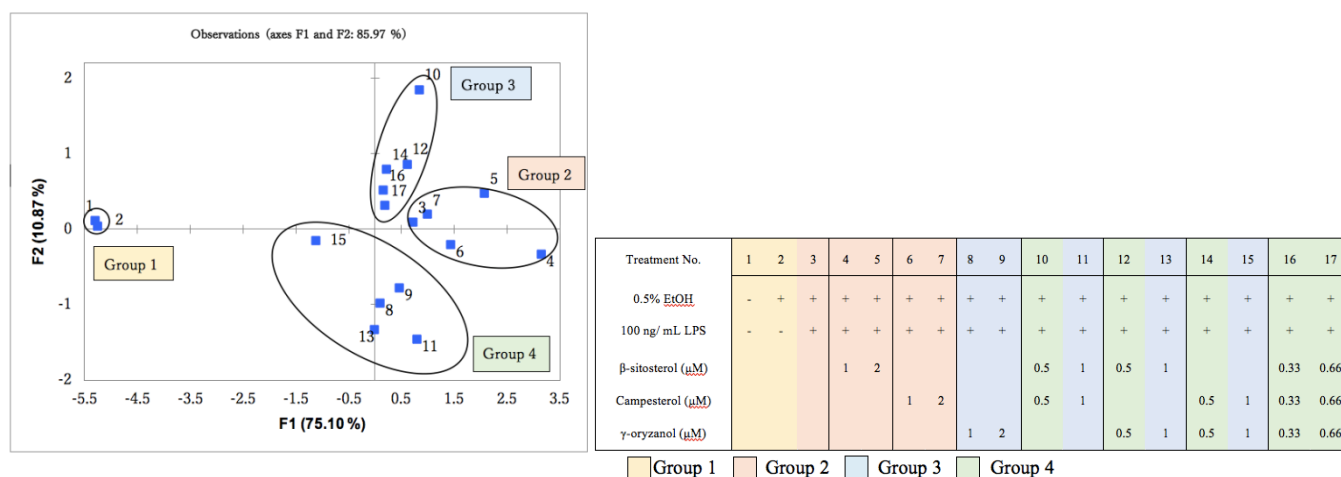 Observations (axes F1 and F2: 85.97 %)
2
1
0
-1
-2
-5.5 -4.5 -3.5 -2.5 -1.5 -0.5 0.5 1.5 2.5 3.5
F1 (75.10 %)
F2 (10.87 %)
10
Group 3
14 12
16
17
Group 2
5
3 7
6
4
1
2
Group 1
15
9
8
13
11
Group 4
Treatment No. 1 2 3 4 5 6 7 8 9 10 11 12 13 14 15 16 17
0.5% EtOH - + + + + + + + + + + + + + + + +
100 ng/ mL LPS - - + + + + + + + + + + + + + + +
β-sitosterol (μM) 1 2 0.5 1 0.5 1 0.33 0.66
Campesterol (μM) 1 2 0.5 1 0.5 1 0.33 0.66
γ-oryzanol (μM) 1 2 0.5 1 0.5 1 0.33 0.66
Group 1 Group 2 Group 3 Group 4